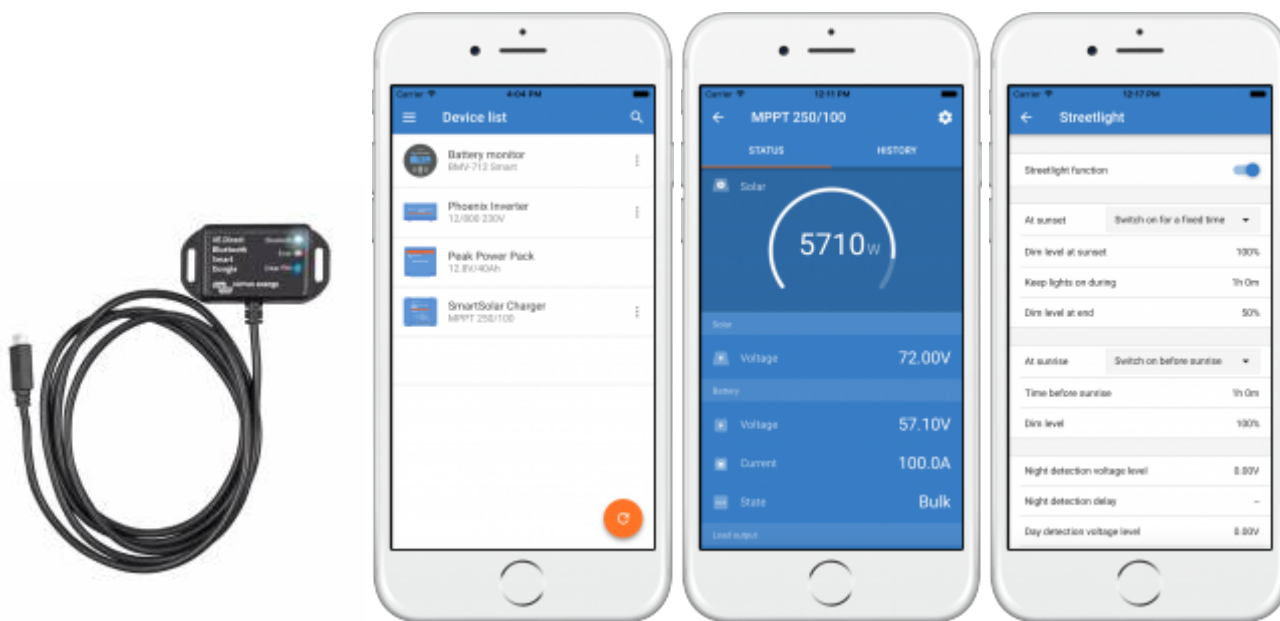 VE.Direct
Bluetooth
Smart
Dongle
Bluetooth
Error
victron energy
Carrier 4:04 PM
Device list
Battery monitor
BMV-712 Smart
Phoenix Inverter
12/800 230V
Peak Power Pack
12.8V/40Ah
SmartSolar Charger
MPPT 250/100
Carrier 12:11 PM
MPPT 250/100
STATUS HISTORY
Solar
5710W
Solar
Voltage 72.00V
Battery
Voltage 57.10V
Current 100.0A
State Bulk
Load output
Carrier 12:17 PM
Streetlight
Streetlight function
At sunset Switch on for a fixed time
Dim level at sunset 100%
Keep lights on during 1h 0m
Dim level at end 50%
At sunrise Switch on before sunrise
Time before sunrise 1h 0m
Dim level 100%
Night detection voltage level 0.00V
Night detection delay –
Day detection voltage level 0.00V